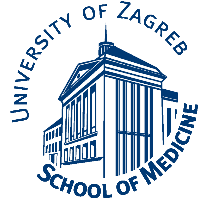 UNIVERSITY OF ZAGREB
SCHOOL OF MEDICINE